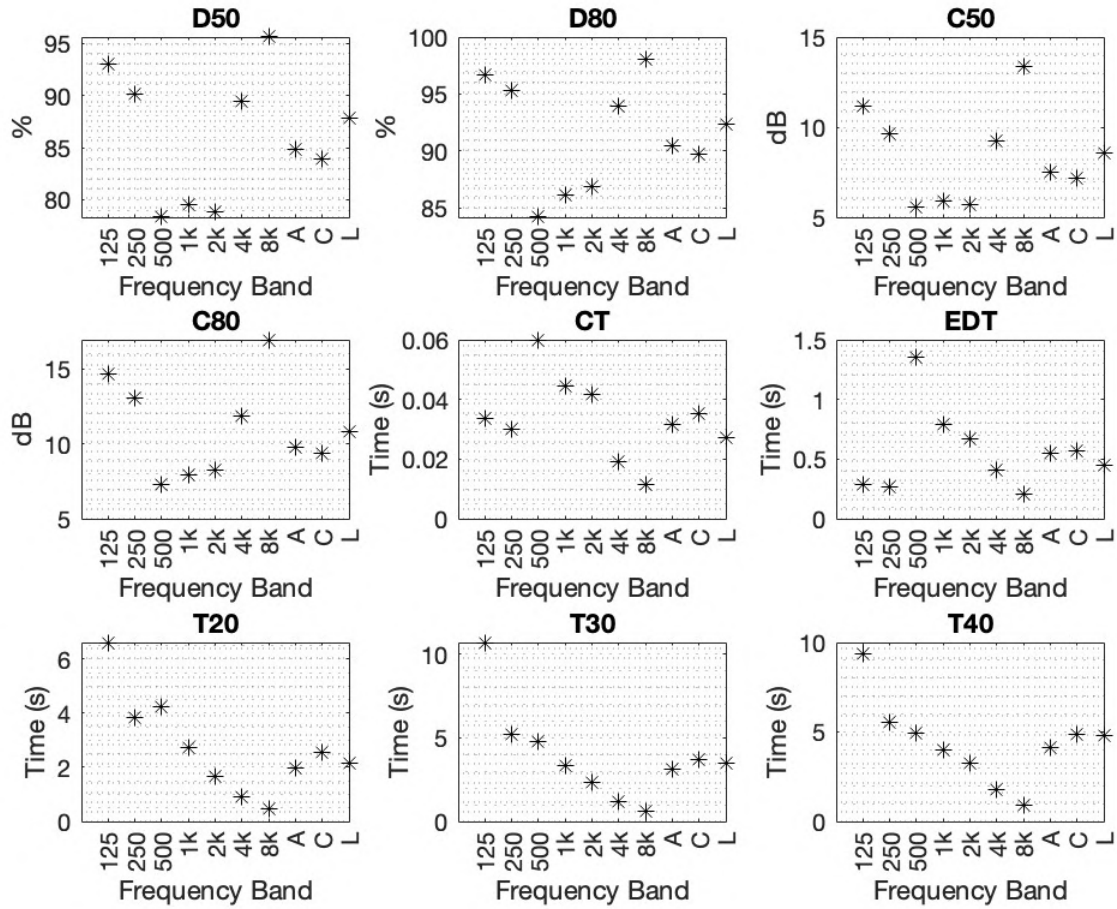 D50
%
95
90
85
80
125 250 500 1k 2k 4k 8k A C L
Frequency Band
D80
%
100
95
90
85
125 250 500 1k 2k 4k 8k A C L
Frequency Band
C50
dB
15
10
5
125 250 500 1k 2k 4k 8k A C L
Frequency Band
C80
dB
15
10
5
125 250 500 1k 2k 4k 8k A C L
Frequency Band
CT
Time (s)
0.06
0.04
0.02
0
125 250 500 1k 2k 4k 8k A C L
Frequency Band
EDT
Time (s)
1.5
1
0.5
0
125 250 500 1k 2k 4k 8k A C L
Frequency Band
T20
Time (s)
6
4
2
0
125 250 500 1k 2k 4k 8k A C L
Frequency Band
T30
Time (s)
10
5
0
125 250 500 1k 2k 4k 8k A C L
Frequency Band
T40
Time (s)
10
5
0
125 250 500 1k 2k 4k 8k A C L
Frequency Band